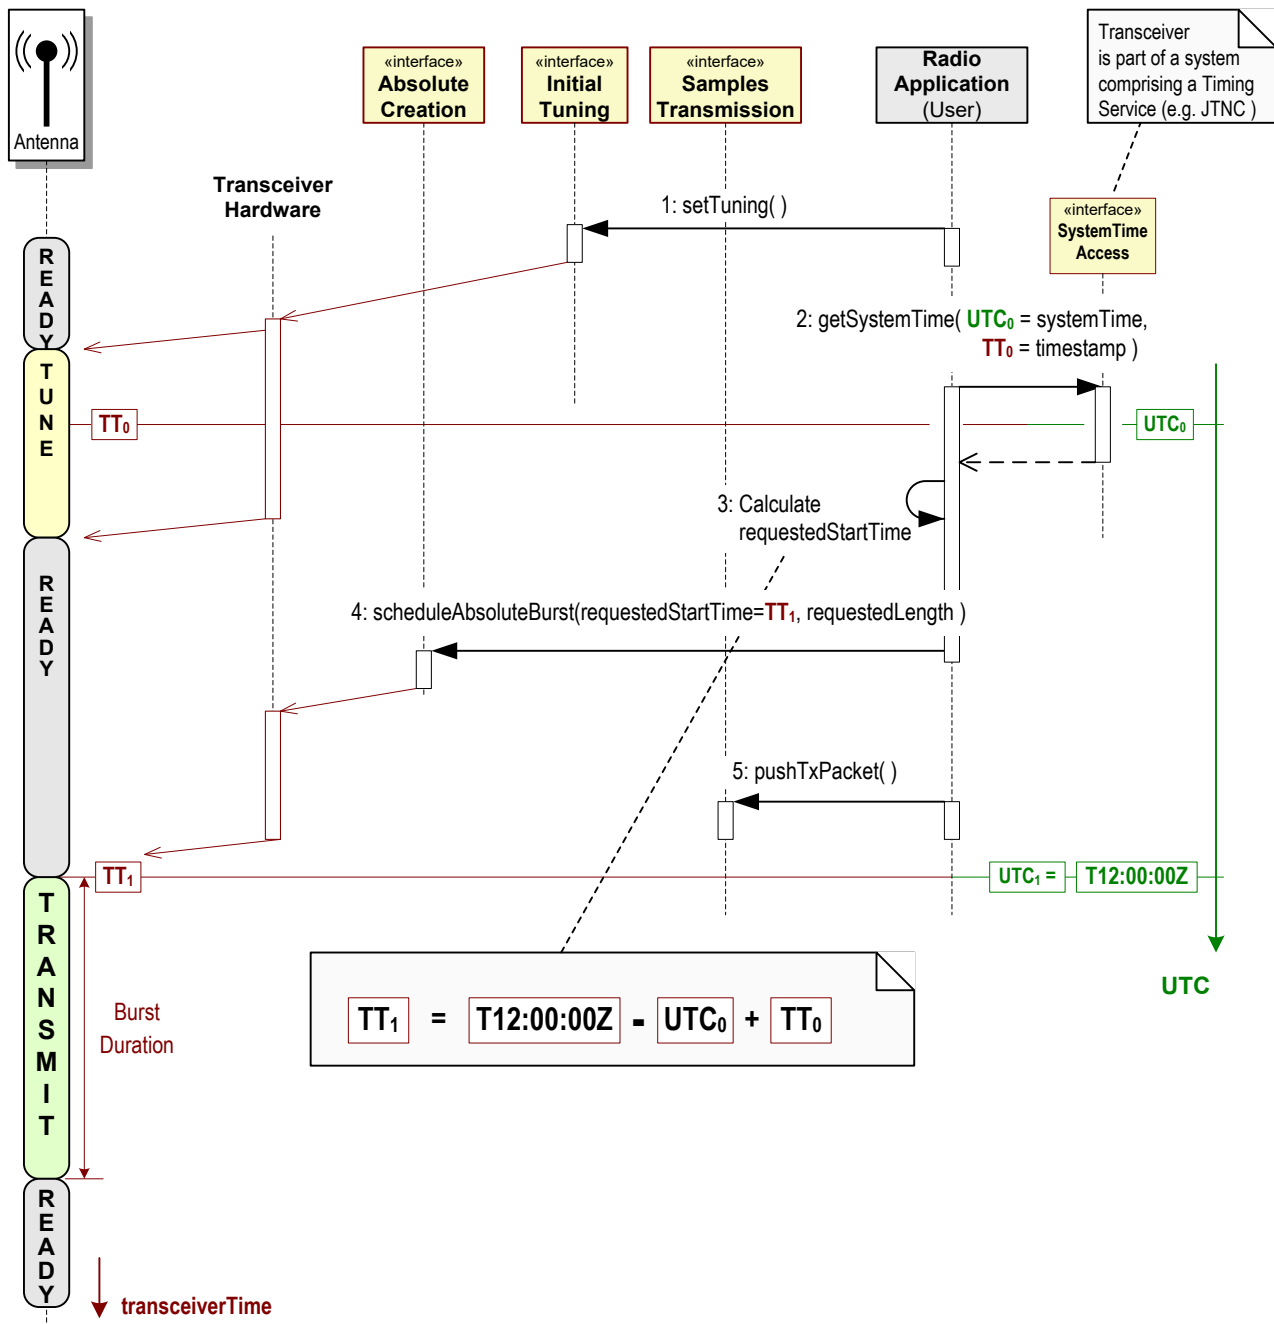 Antenna
«interface»
Absolute
Creation
«interface»
Initial
Tuning
«interface»
Samples
Transmission
Radio
Application
(User)
Transceiver
is part of a system
comprising a Timing
Service (e.g. JTNC )
Transceiver
Hardware
«interface»
SystemTime
Access
1: setTuning( )
READY
2: getSystemTime( UTC₀ = systemTime,
TT₀ = timestamp )
TUNE
TT₀
UTC₀
3: Calculate
requestedStartTime
READY
4: scheduleAbsoluteBurst(requestedStartTime=TT₁, requestedLength )
5: pushTxPacket( )
TT₁
UTC₁ =
T12:00:00Z
TRANSMIT
UTC
Burst
Duration
TT₁ = T12:00:00Z - UTC₀ + TT₀
READY
transceiverTime